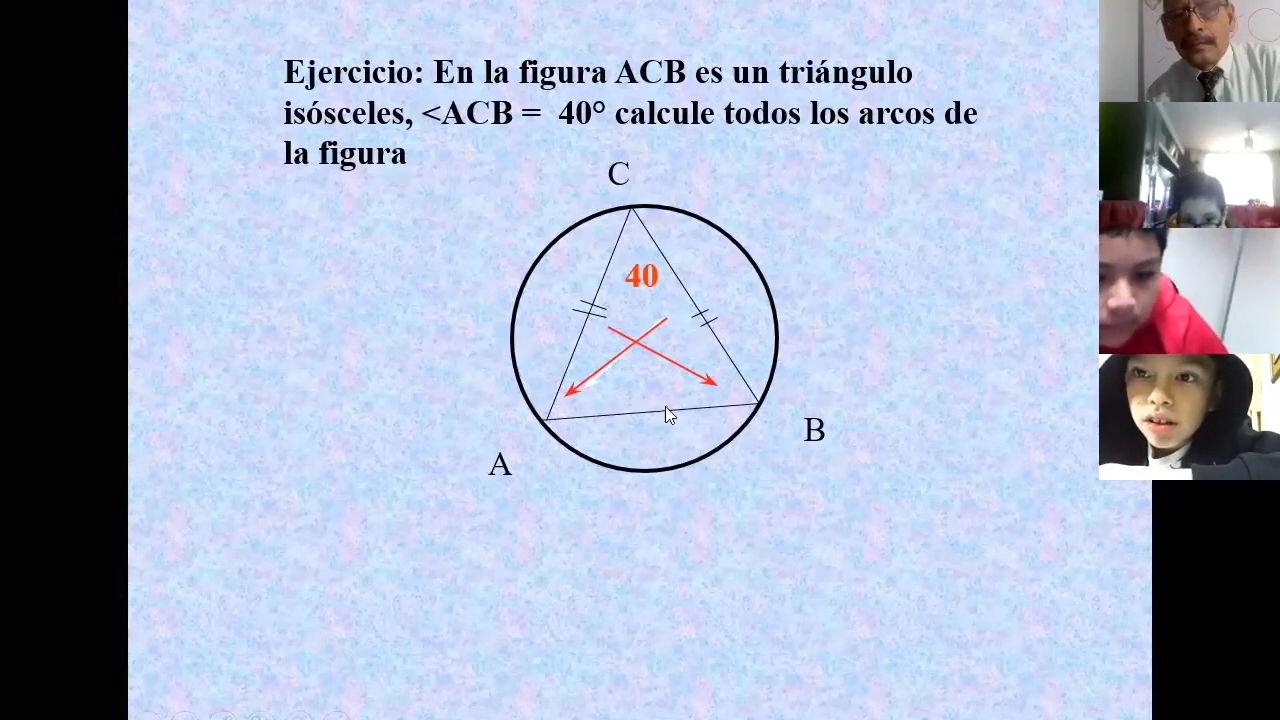 Ejercicio: En la figura ACB es un triángulo
isósceles, <ACB =  40° calcule todos los arcos de
la figura
C
40
B
A